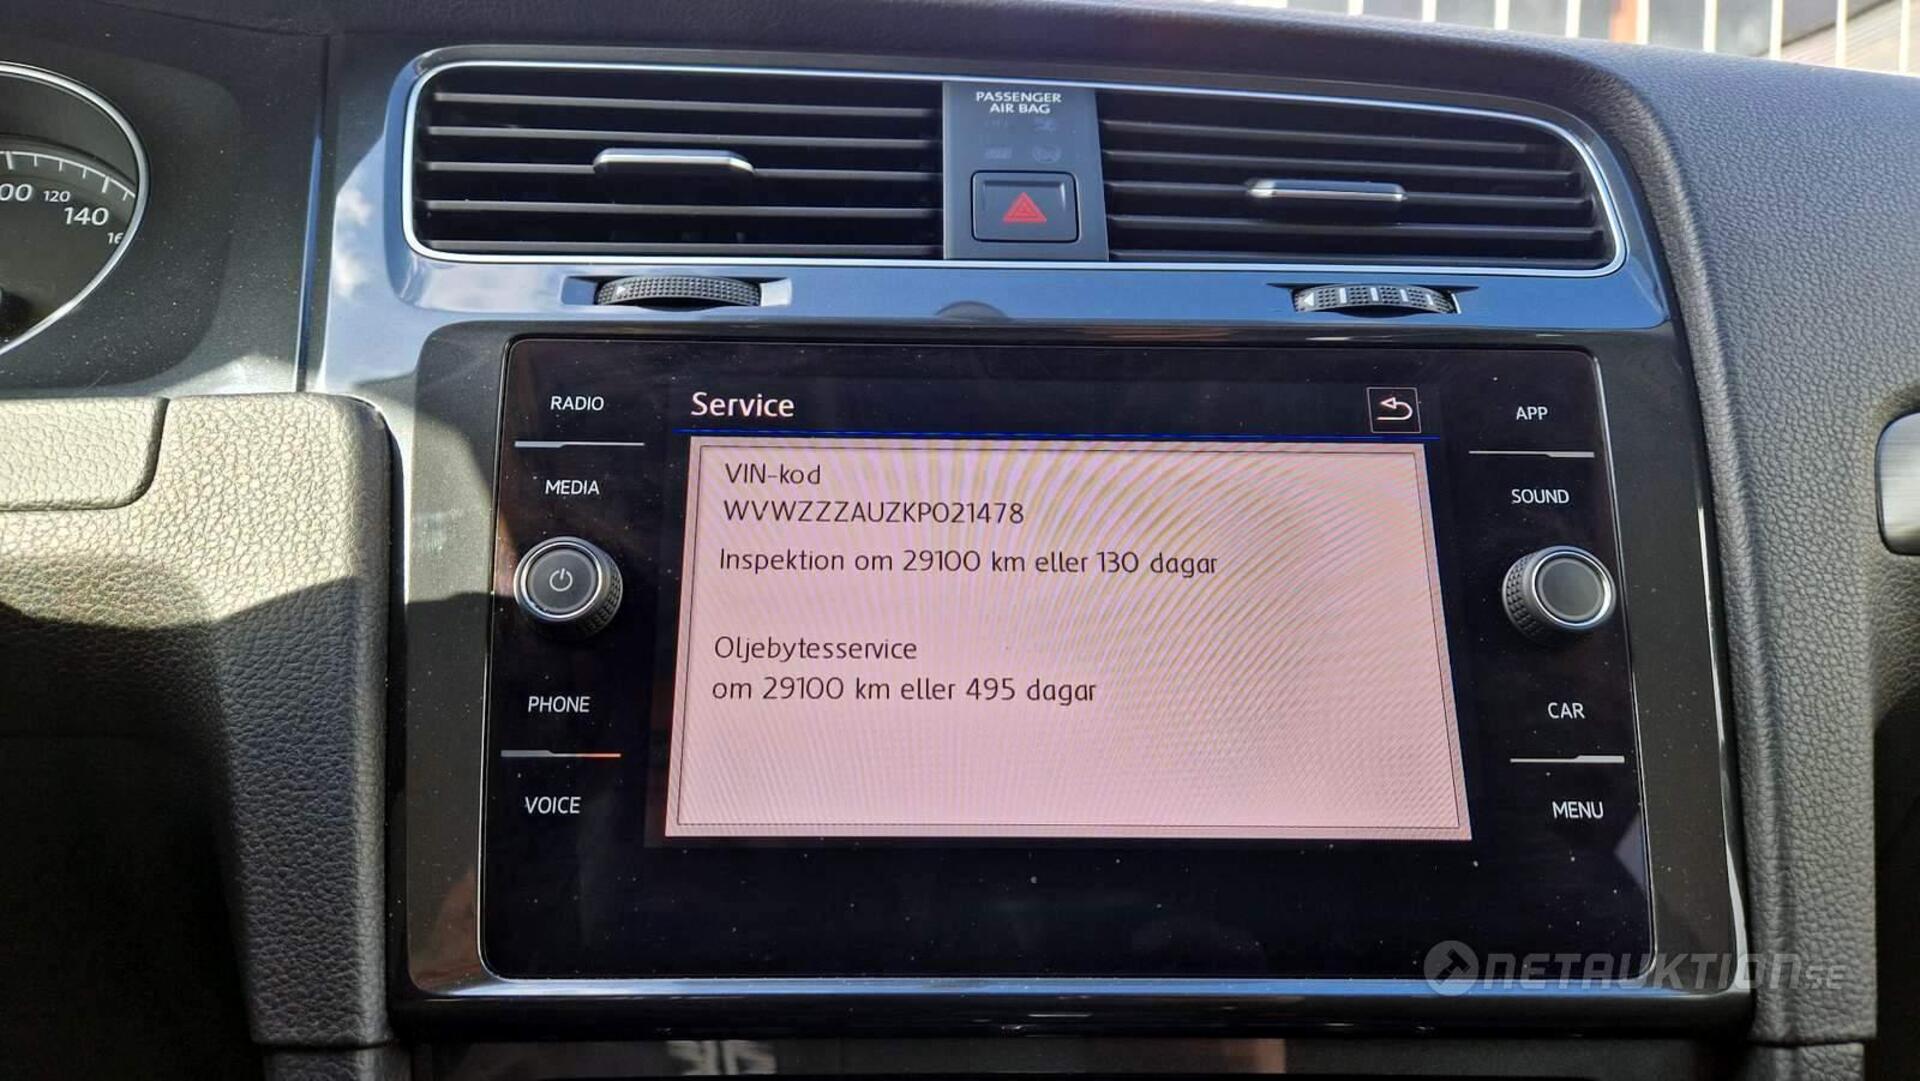 PASSENGER
AIR BAG
00 120
140
16
RADIO
Service
APP
MEDIA
VIN-kod
SOUND
WVWZZZAUZKP021478
Inspektion om 29100 km eller 130 dagar
Oljebytesservice
PHONE
om 29100 km eller 495 dagar
CAR
VOICE
MENU
NETAUKTION.SE